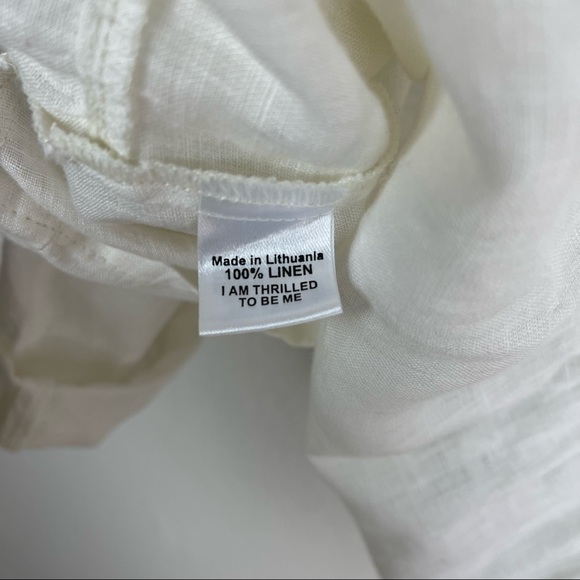 Made in Lithuania
100% LINEN
I AM THRILLED
TO BE ME